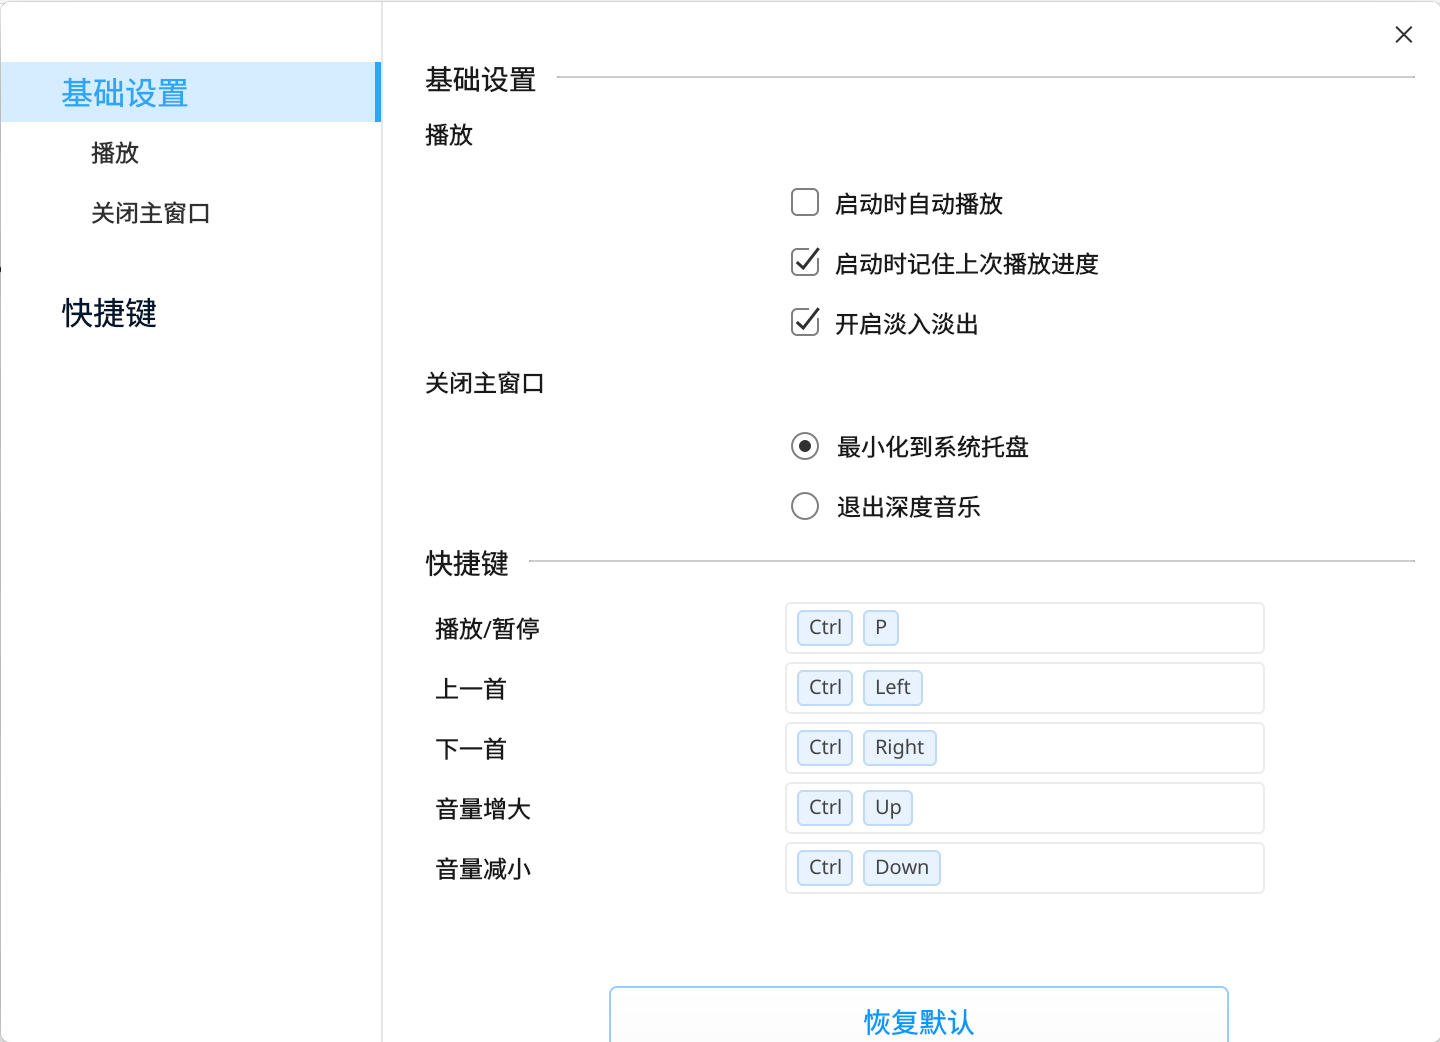 基础设置
播放
关闭主窗口
快捷键
基础设置
播放
启动时自动播放
启动时记住上次播放进度
开启淡入淡出
关闭主窗口
最小化到系统托盘
退出深度音乐
快捷键
播放/暂停 Ctrl P
上一首 Ctrl Left
下一首 Ctrl Right
音量增大 Ctrl Up
音量减小 Ctrl Down
恢复默认